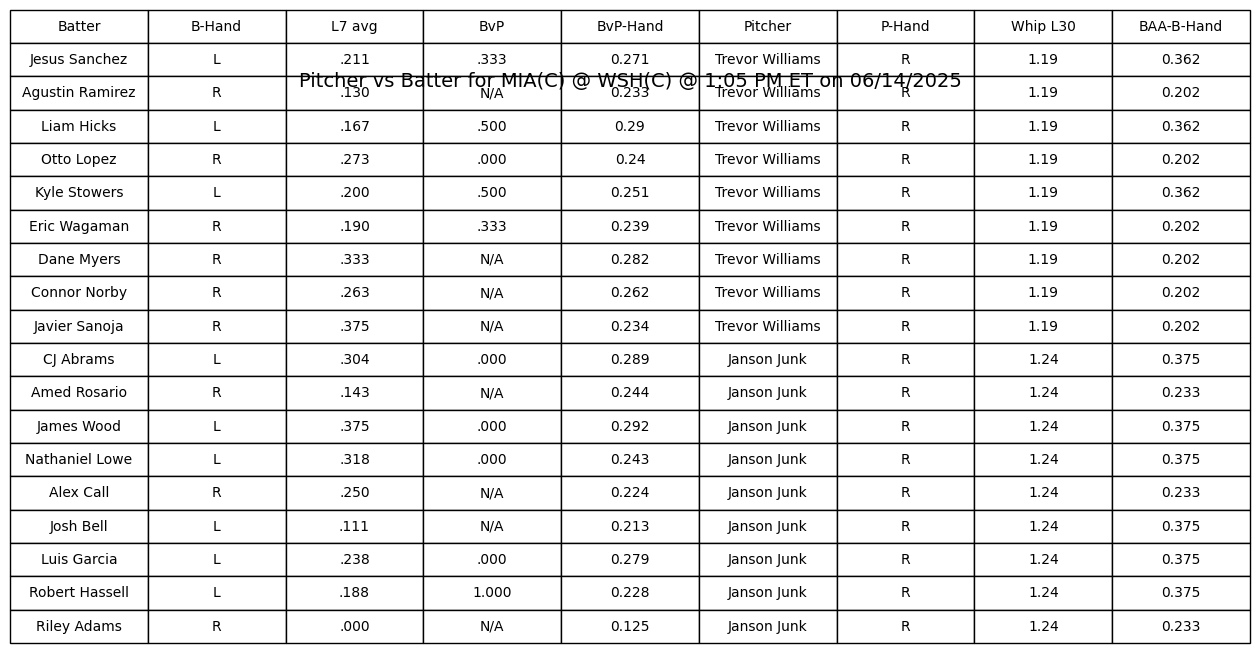 Batter B-Hand L7 avg BvP BvP-Hand Pitcher P-Hand Whip L30 BAA-B-Hand
Jesus Sanchez L .211 .333 0.271 Trevor Williams R 1.19 0.362
Pitcher vs Batter for MIA(C) @ WSH(C) @ 1:05 PM ET on 06/14/2025
Agustin Ramirez R .130 N/A 0.233 Trevor Williams R 1.19 0.202
Liam Hicks L .167 .500 0.29 Trevor Williams R 1.19 0.362
Otto Lopez R .273 .000 0.24 Trevor Williams R 1.19 0.202
Kyle Stowers L .200 .500 0.251 Trevor Williams R 1.19 0.362
Eric Wagaman R .190 .333 0.239 Trevor Williams R 1.19 0.202
Dane Myers R .333 N/A 0.282 Trevor Williams R 1.19 0.202
Connor Norby R .263 N/A 0.262 Trevor Williams R 1.19 0.202
Javier Sanoja R .375 N/A 0.234 Trevor Williams R 1.19 0.202
CJ Abrams L .304 .000 0.289 Janson Junk R 1.24 0.375
Amed Rosario R .143 N/A 0.244 Janson Junk R 1.24 0.233
James Wood L .375 .000 0.292 Janson Junk R 1.24 0.375
Nathaniel Lowe L .318 .000 0.243 Janson Junk R 1.24 0.375
Alex Call R .250 N/A 0.224 Janson Junk R 1.24 0.233
Josh Bell L .111 N/A 0.213 Janson Junk R 1.24 0.375
Luis Garcia L .238 .000 0.279 Janson Junk R 1.24 0.375
Robert Hassell L .188 1.000 0.228 Janson Junk R 1.24 0.375
Riley Adams R .000 N/A 0.125 Janson Junk R 1.24 0.233